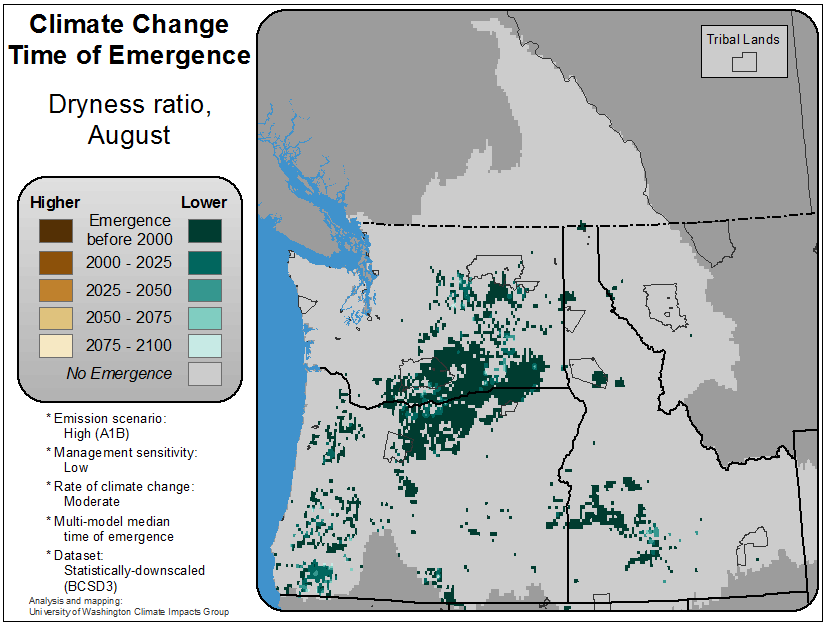 Climate Change
Time of Emergence
Dryness ratio,
August
Higher
Lower
Emergence
before 2000
2000 - 2025
2025 - 2050
2050 - 2075
2075 - 2100
No Emergence
* Emission scenario:
High (A1B)
* Management sensitivity:
Low
* Rate of climate change:
Moderate
* Multi-model median
time of emergence
* Dataset:
Statistically-downscaled
(BCSD3)
Analysis and mapping:
University of Washington Climate Impacts Group
Tribal Lands